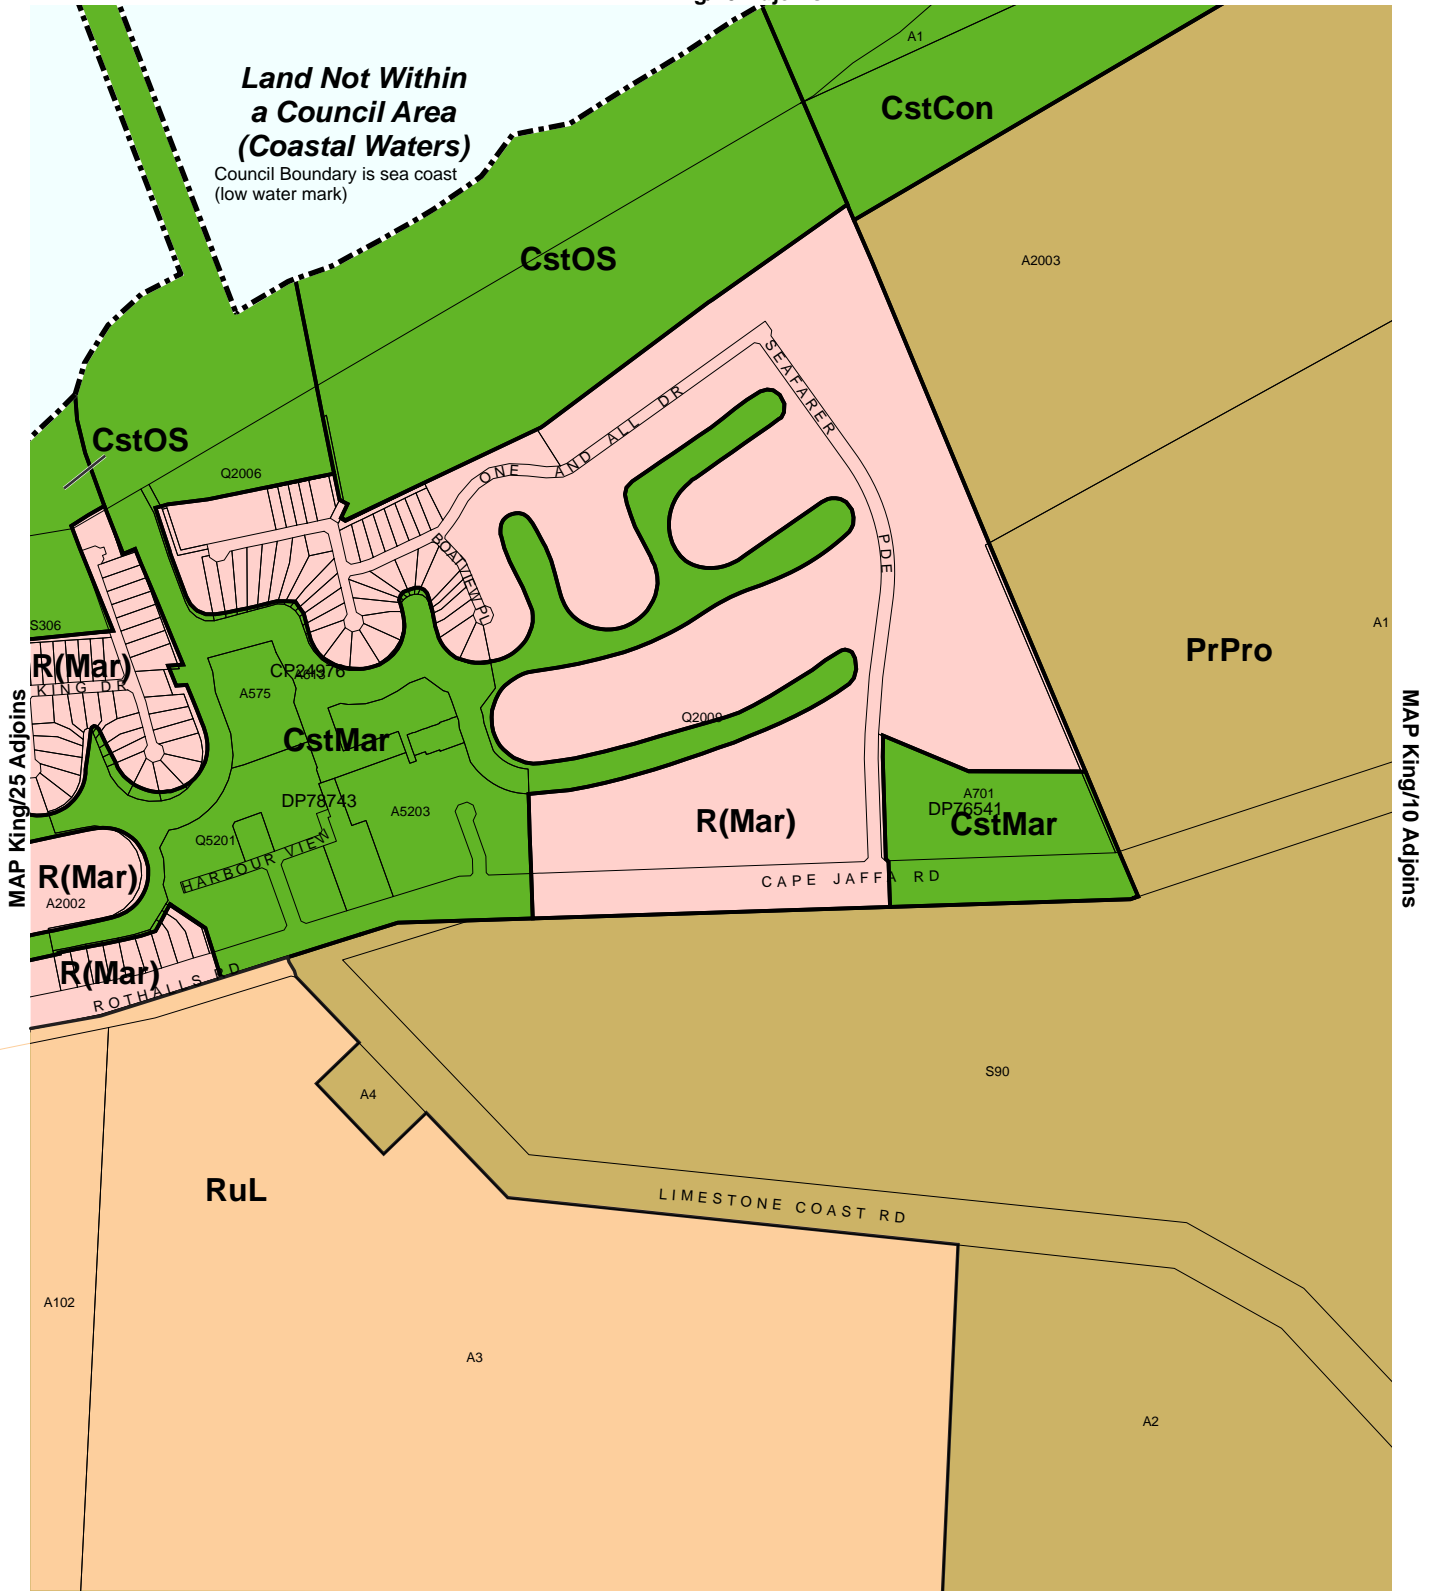 A1
Land Not Within
a Council Area
(Coastal Waters)
Council Boundary is sea coast
(low water mark)
CstCon
CstOS
A2003
SEAFARER
ONE AND ALL DR
CstOS
Q2006
BOATVIEW PL
PDE
S306
A1
R(Mar)
KING DR
CP24976
A575
PrPro
Q2009
CstMar
MAP King/25 Adjoins
MAP King/10 Adjoins
DP78743
A5203
A701
DP76541
CstMar
R(Mar)
Q5201
HARBOUR VIEW
R(Mar)
A2002
CAPE JAFFA RD
R(Mar)
ROTHALLS RD
S90
A4
RuL
LIMESTONE COAST RD
A102
A3
A2